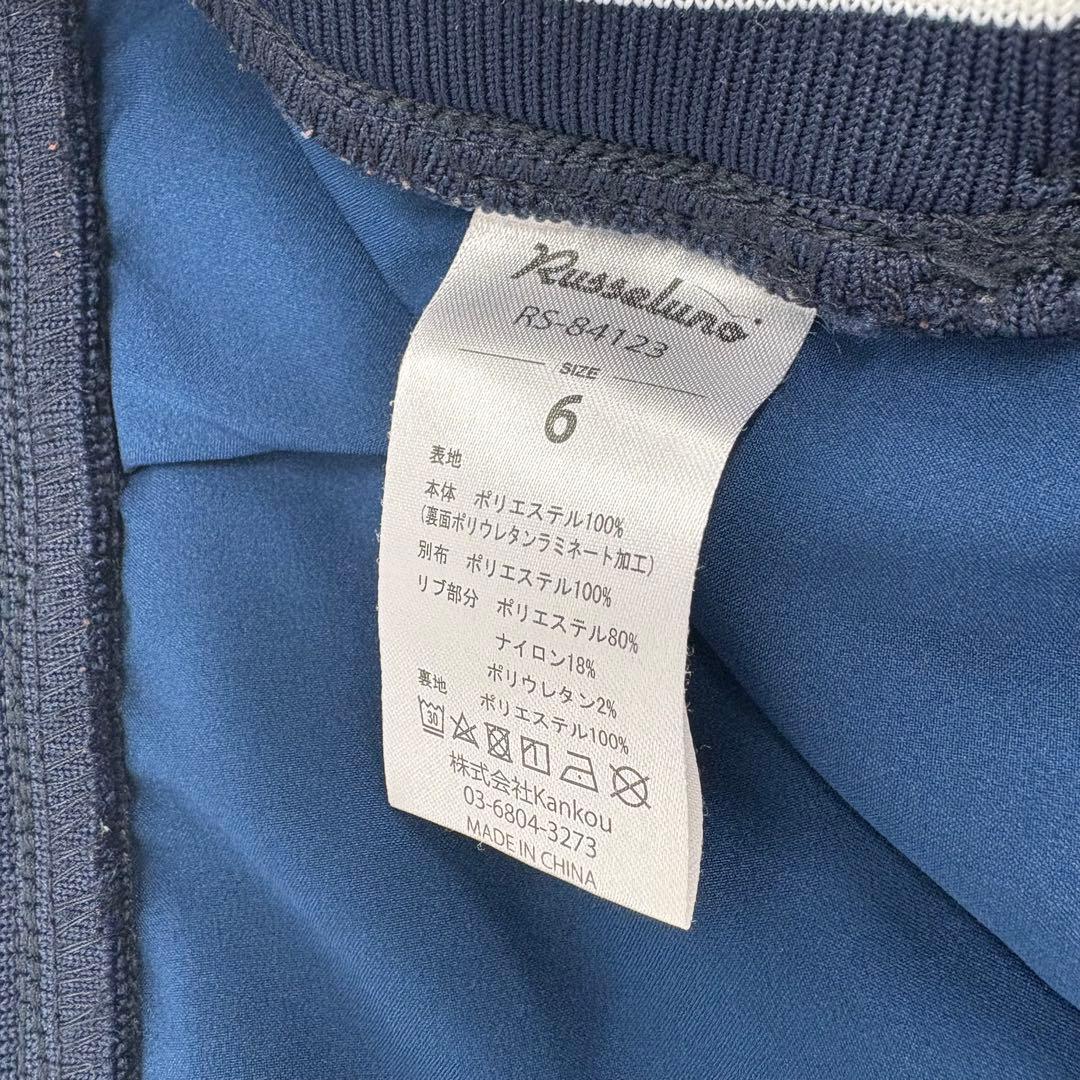 Russeluno
RS-84123
SIZE
6
表地
本体 ポリエステル100%
(裏面ポリウレタンラミネート加工)
別布 ポリエステル100%
リブ部分 ポリエステル80%
ナイロン18%
ポリウレタン2%
裏地 ポリエステル100%
30
株式会社Kankou
03-6804-3273
MADE IN CHINA